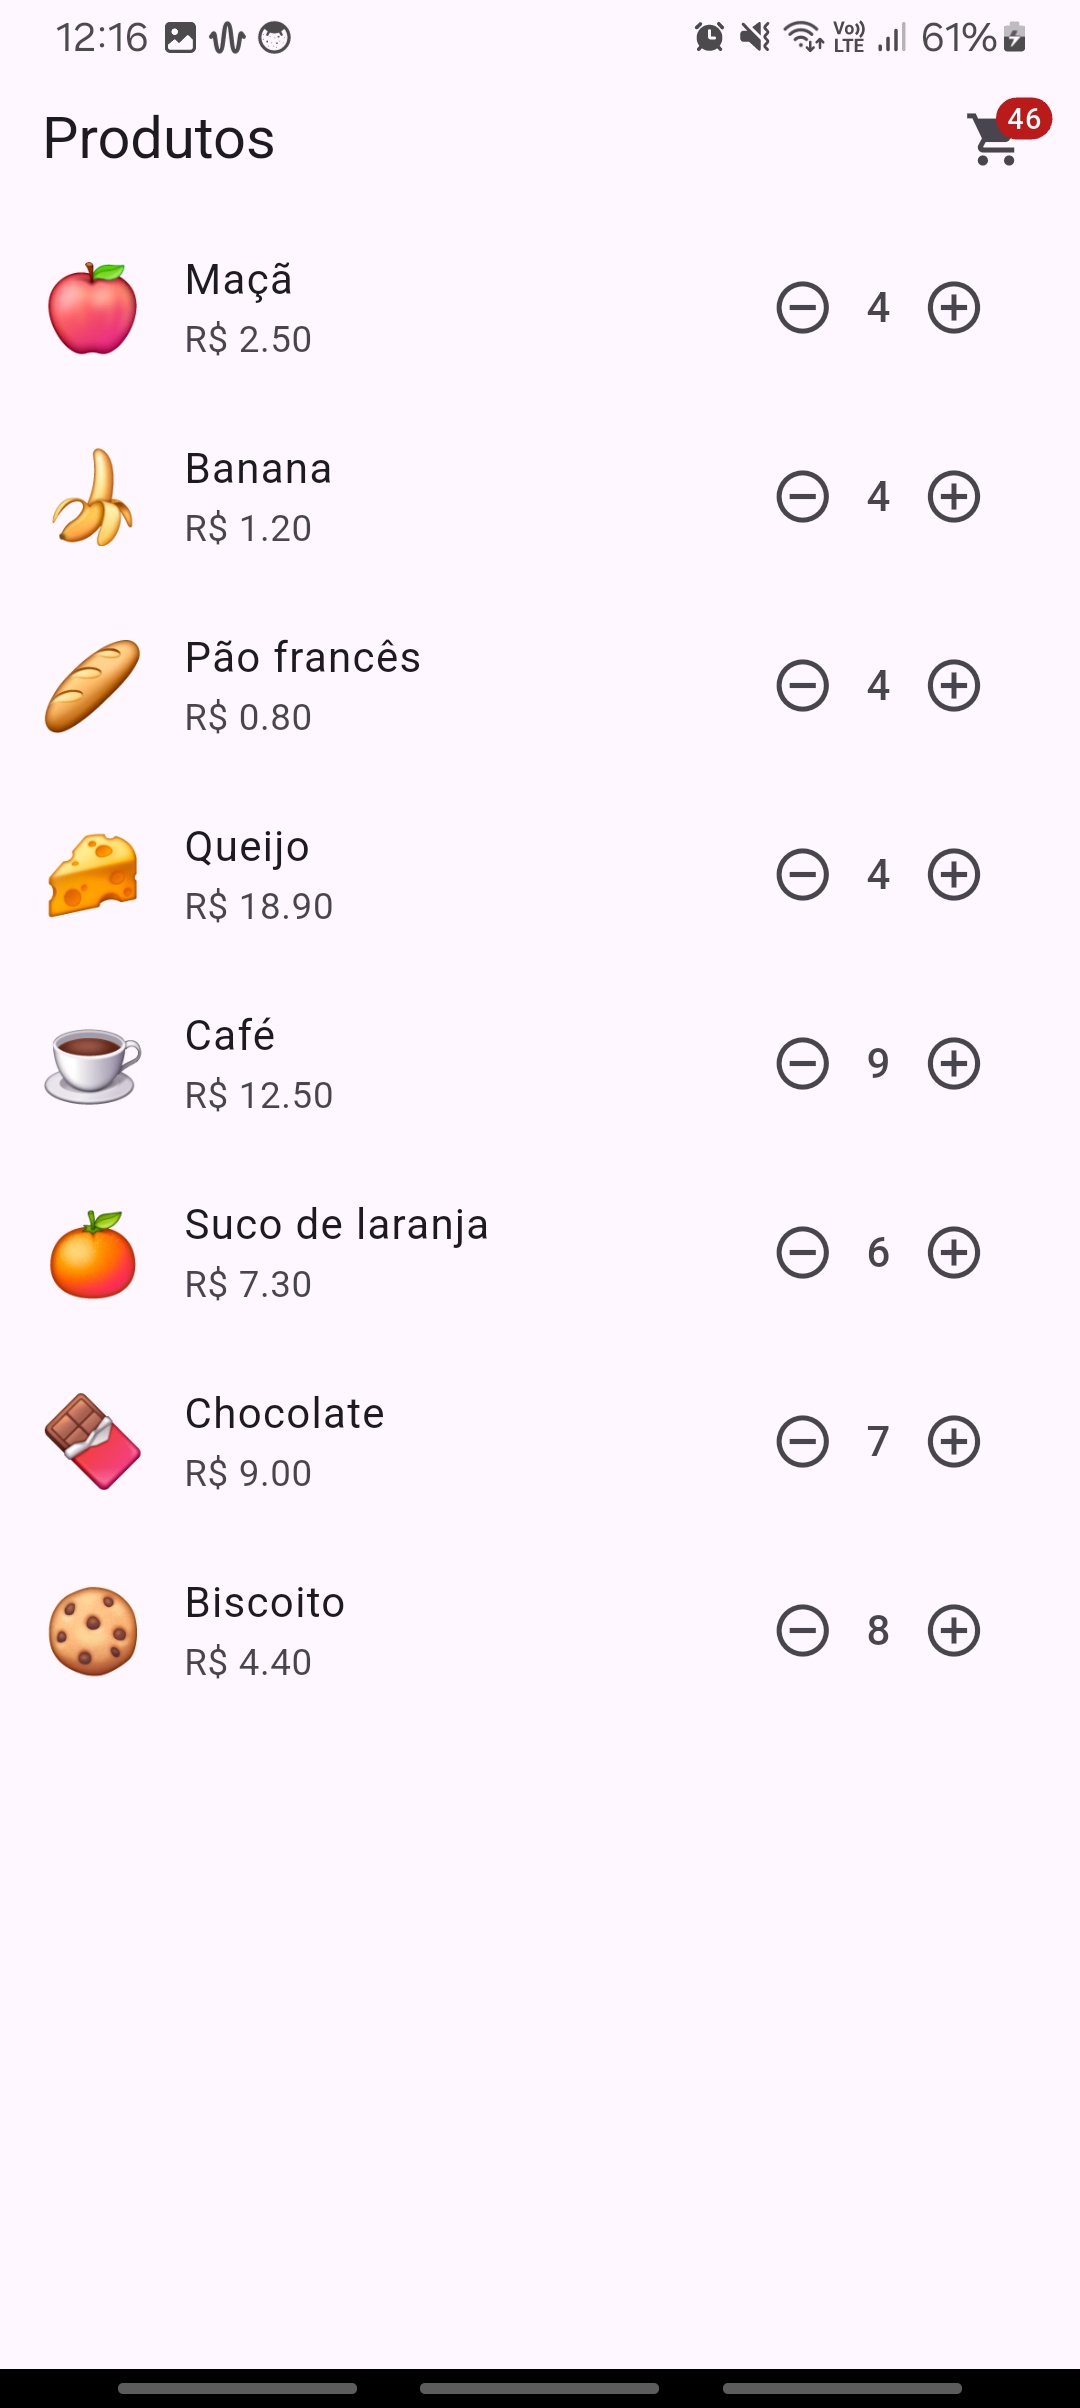 12:16 Vo)) LTE 61%
Produtos 46
Maçã
R$ 2.50
4
Banana
R$ 1.20
4
Pão francês
R$ 0.80
4
Queijo
R$ 18.90
4
Café
R$ 12.50
9
Suco de laranja
R$ 7.30
6
Chocolate
R$ 9.00
7
Biscoito
R$ 4.40
8